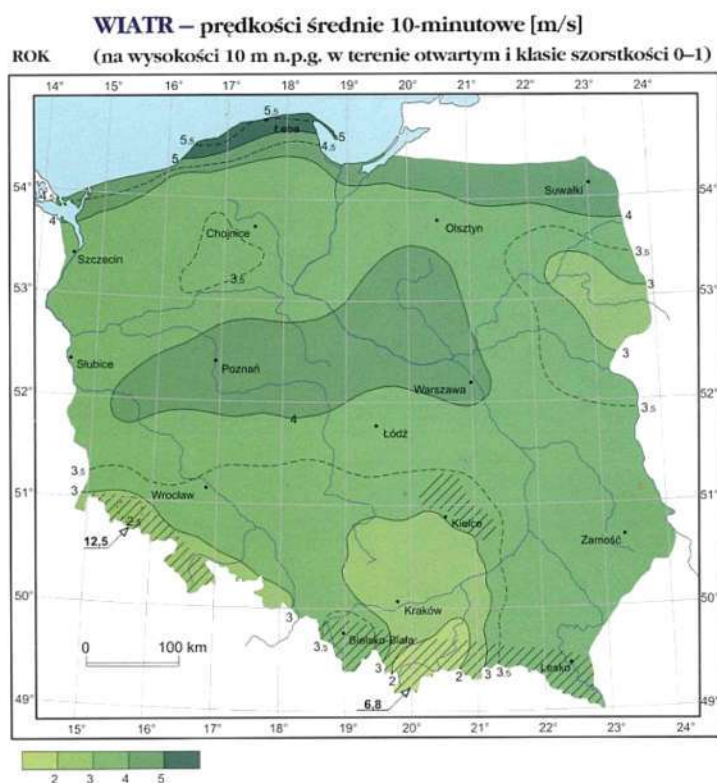 WIATR – prędkości średnie 10-minutowe [m/s]
ROK (na wysokości 10 m n.p.g. w terenie otwartym i klasie szorstkości 0–1)
14° 16° 17° 18° 19° 20° 21° 22° 23° 24°
5,5
5,5 Łeba 5
5 4,5
54° 54°
4,5
4
Suwałki
4
Chojnice
Olsztyn
Szczecin
3,5
3,5
53° 53°
3
Słubice
Poznań
3
52° Warszawa 52°
3,5
4
Łódź
3,5
51° 3 Wrocław 51°
2,5
Kielce
12,5
Zamość
50° 50°
Kraków
3
0 100 km
3,5 Bielsko-Biała
Lesko
3 2 2 3 3,5
49° 49°
6,8
15° 16° 17° 18° 19° 20° 21° 22° 23° 24°
2 3 4 5